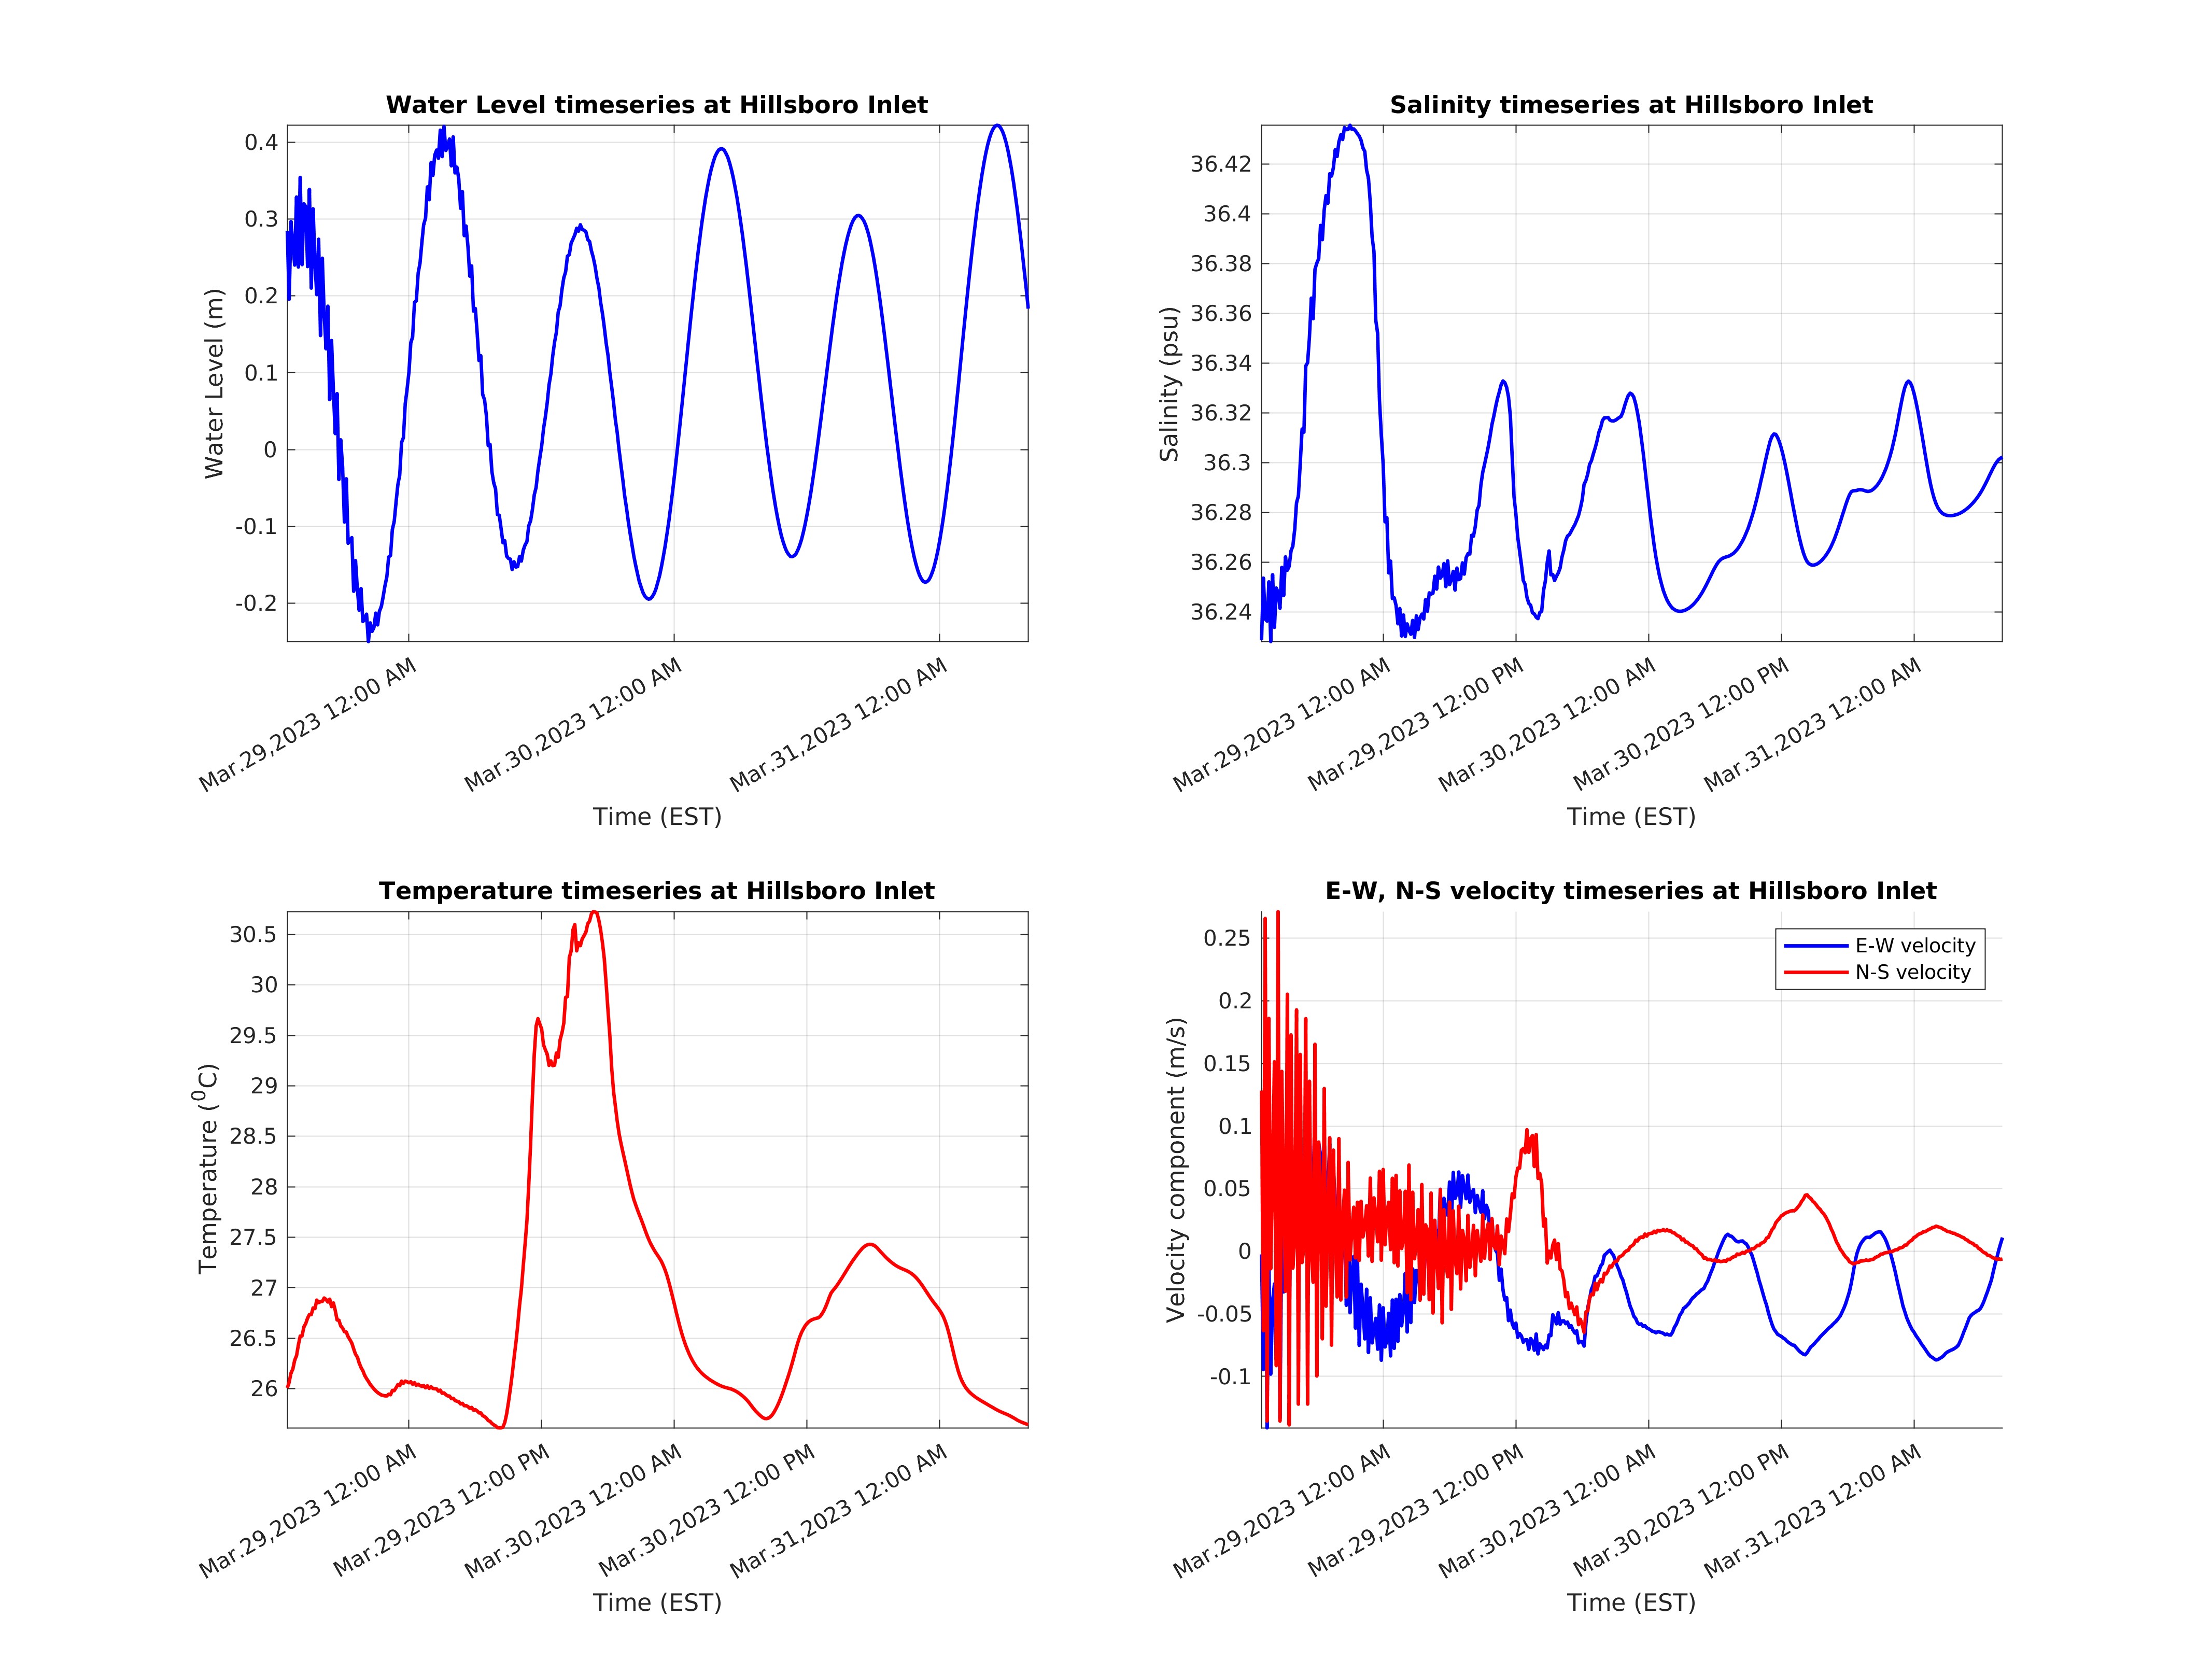 Water Level timeseries at Hillsboro Inlet
0.4
0.3
0.2
0.1
0
-0.1
-0.2
Water Level (m)
Mar.29,2023 12:00 AM
Mar.30,2023 12:00 AM
Mar.31,2023 12:00 AM
Time (EST)
Salinity timeseries at Hillsboro Inlet
36.42
36.4
36.38
36.36
36.34
36.32
36.3
36.28
36.26
36.24
Salinity (psu)
Mar.29,2023 12:00 AM
Mar.29,2023 12:00 PM
Mar.30,2023 12:00 AM
Mar.30,2023 12:00 PM
Mar.31,2023 12:00 AM
Time (EST)
Temperature timeseries at Hillsboro Inlet
30.5
30
29.5
29
28.5
28
27.5
27
26.5
26
Temperature (⁰C)
Mar.29,2023 12:00 AM
Mar.29,2023 12:00 PM
Mar.30,2023 12:00 AM
Mar.30,2023 12:00 PM
Mar.31,2023 12:00 AM
Time (EST)
E-W, N-S velocity timeseries at Hillsboro Inlet
E-W velocity
N-S velocity
0.25
0.2
0.15
0.1
0.05
0
-0.05
-0.1
Velocity component (m/s)
Mar.29,2023 12:00 AM
Mar.29,2023 12:00 PM
Mar.30,2023 12:00 AM
Mar.30,2023 12:00 PM
Mar.31,2023 12:00 AM
Time (EST)